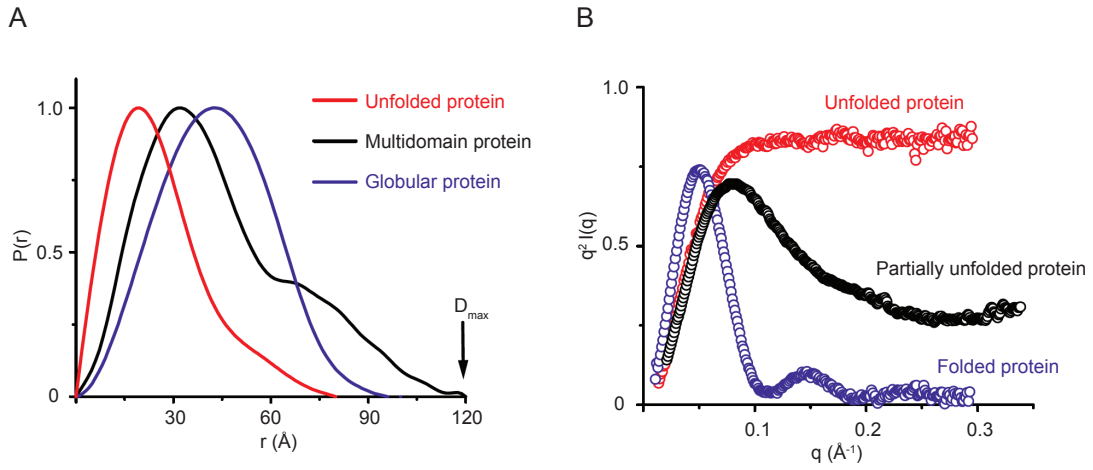 A
P(r)
1.0
0.5
0
30
60
90
120
r (Å)
Unfolded protein
Multidomain protein
Globular protein
Dmax
B
q² I(q)
1.0
0.5
0
0.1
0.2
0.3
q (Å⁻¹)
Unfolded protein
Partially unfolded protein
Folded protein